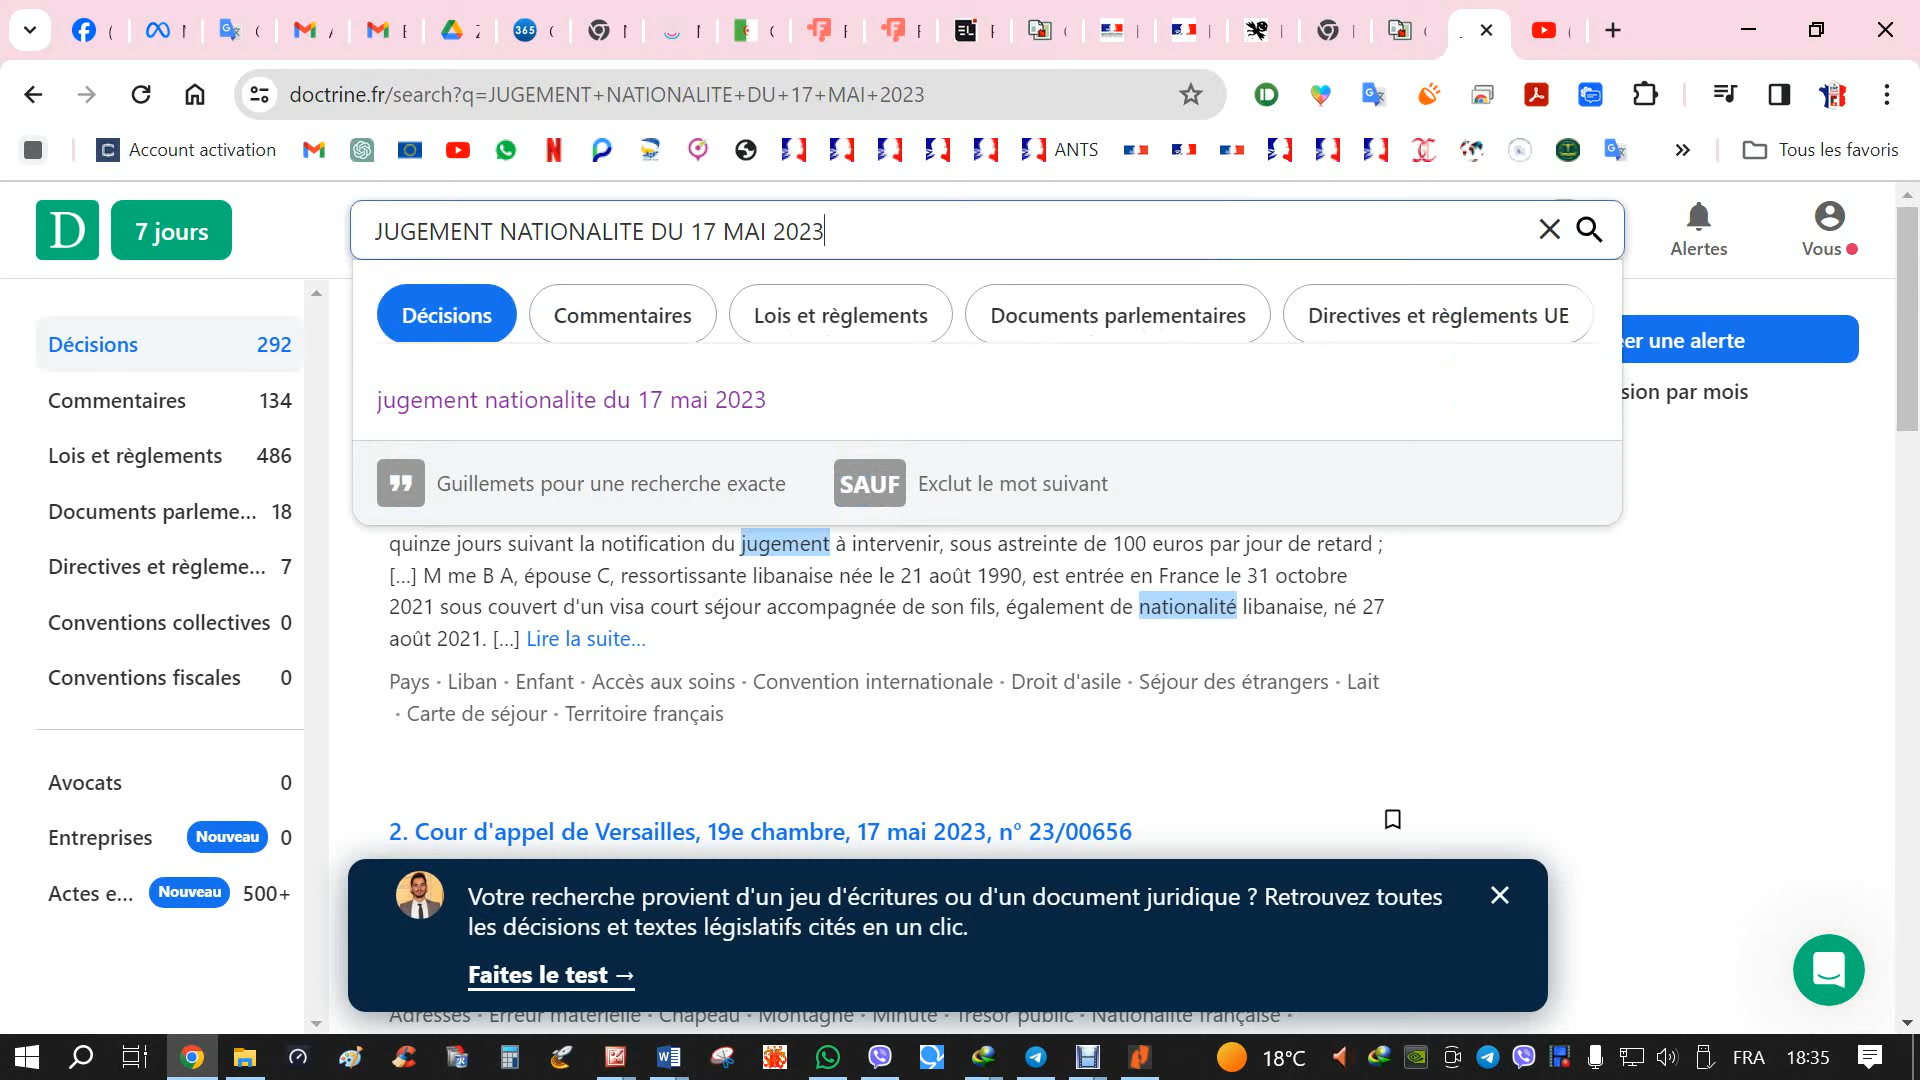 doctrine.fr/search?q=JUGEMENT+NATIONALITE+DU+17+MAI+2023
Account activation
ANTS
Tous les favoris
D
7 jours
JUGEMENT NATIONALITE DU 17 MAI 2023
Alertes
Vous
Décisions
Commentaires
Lois et règlements
Documents parlementaires
Directives et règlements UE
jugement nationalite du 17 mai 2023
Guillemets pour une recherche exacte
SAUF Exclut le mot suivant
Décisions 292
Commentaires 134
Lois et règlements 486
Documents parleme... 18
Directives et règleme... 7
Conventions collectives 0
Conventions fiscales 0
Avocats 0
Entreprises Nouveau 0
Actes e... Nouveau 500+
er une alerte
sion par mois
quinze jours suivant la notification du jugement à intervenir, sous astreinte de 100 euros par jour de retard ;
[...] M me B A, épouse C, ressortissante libanaise née le 21 août 1990, est entrée en France le 31 octobre
2021 sous couvert d'un visa court séjour accompagnée de son fils, également de nationalité libanaise, né 27
août 2021. [...] Lire la suite...
Pays · Liban · Enfant · Accès aux soins · Convention internationale · Droit d'asile · Séjour des étrangers · Lait
· Carte de séjour · Territoire français
2. Cour d'appel de Versailles, 19e chambre, 17 mai 2023, n° 23/00656
Votre recherche provient d'un jeu d'écritures ou d'un document juridique ? Retrouvez toutes
les décisions et textes législatifs cités en un clic.
Faites le test →
Adresses · Erreur matérielle · Chapeau · Montagne · Minute · Trésor public · Nationalité française ·
18°C
FRA
18:35